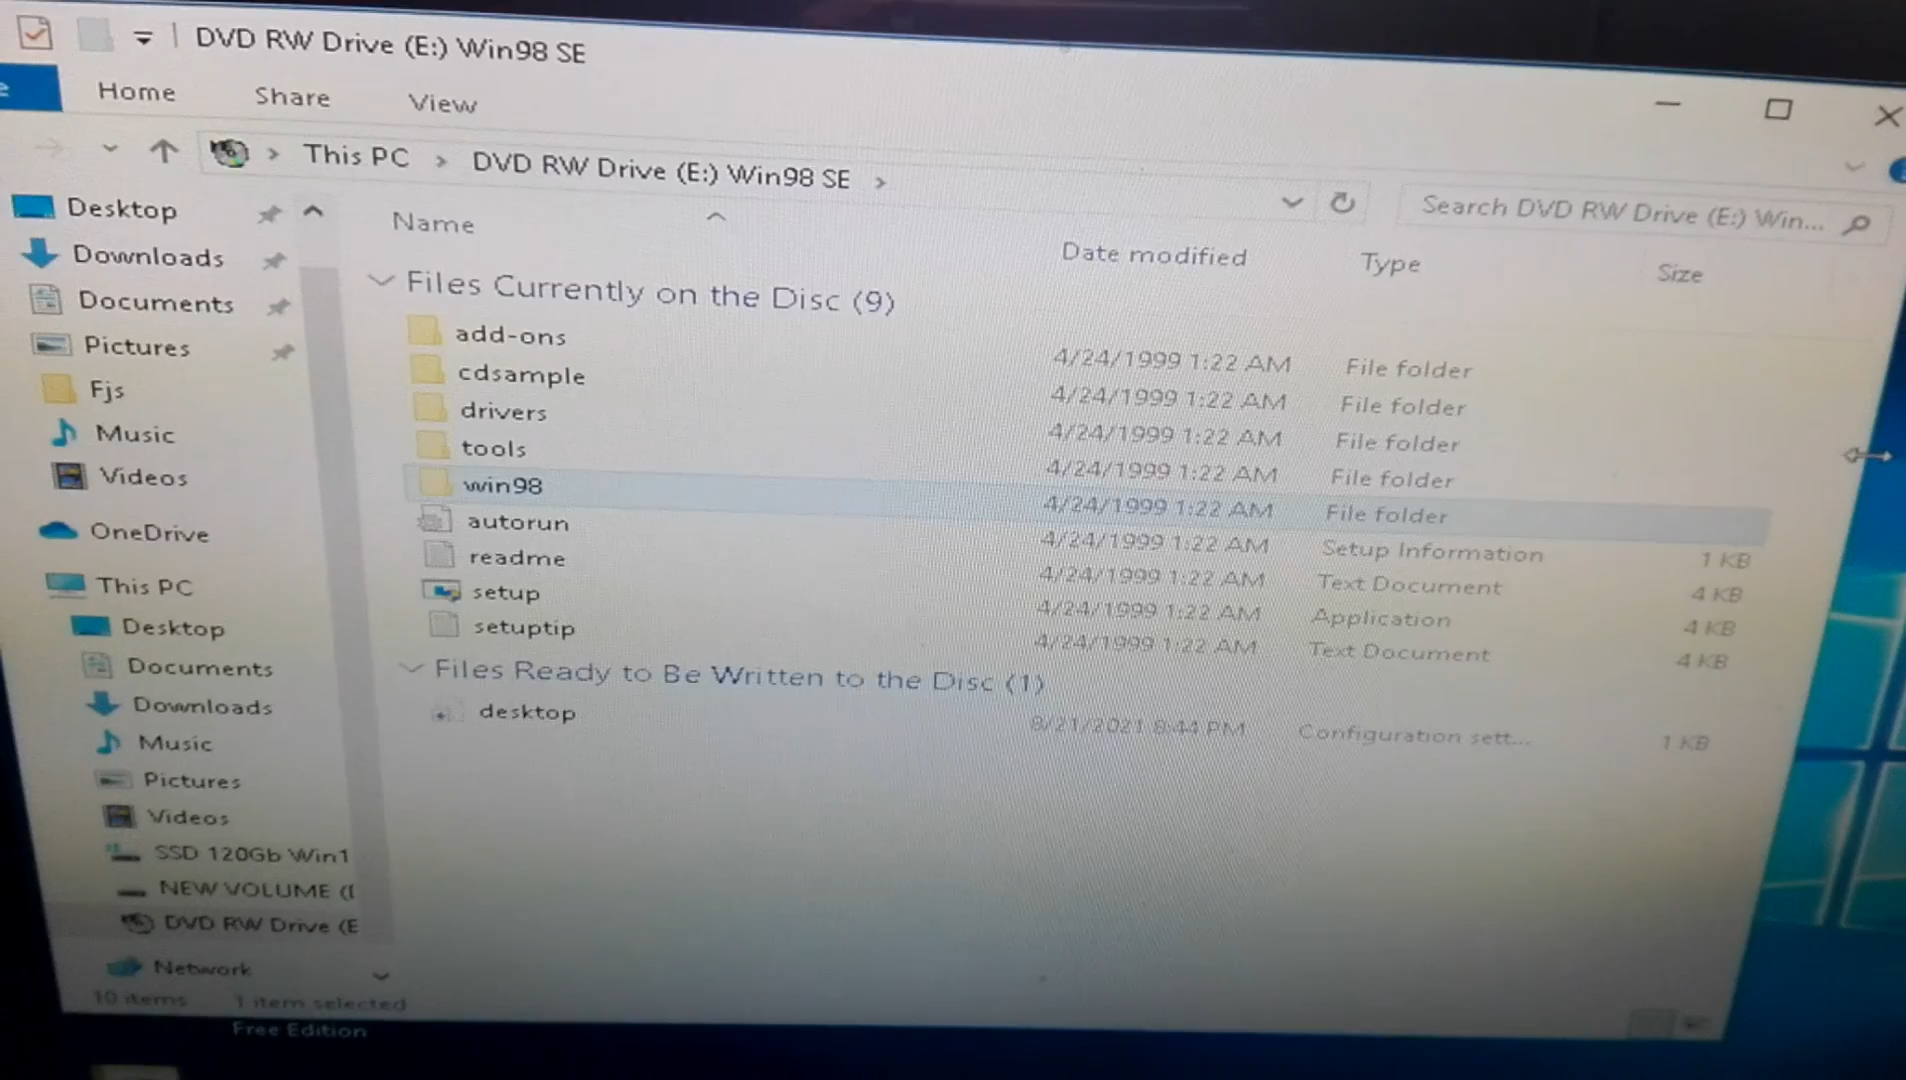 DVD RW Drive (E:) Win98 SE
Home Share View
This PC > DVD RW Drive (E:) Win98 SE >
Search DVD RW Drive (E:) Win...
Name Date modified Type Size
Files Currently on the Disc (9)
add-ons 4/24/1999 1:22 AM File folder
cdsample 4/24/1999 1:22 AM File folder
drivers 4/24/1999 1:22 AM File folder
tools 4/24/1999 1:22 AM File folder
win98 4/24/1999 1:22 AM File folder
autorun 4/24/1999 1:22 AM Setup Information 1 KB
readme 4/24/1999 1:22 AM Text Document 4 KB
setup 4/24/1999 1:22 AM Application 4 KB
setuptip 4/24/1999 1:22 AM Text Document 4 KB
Files Ready to Be Written to the Disc (1)
desktop 8/21/2021 8:44 PM Configuration sett... 1 KB
Desktop
Downloads
Documents
Pictures
Fjs
Music
Videos
OneDrive
This PC
Desktop
Documents
Downloads
Music
Pictures
Videos
SSD 120Gb Win1
NEW VOLUME (
DVD RW Drive (E
Network
10 items 1 item selected
Free Edition